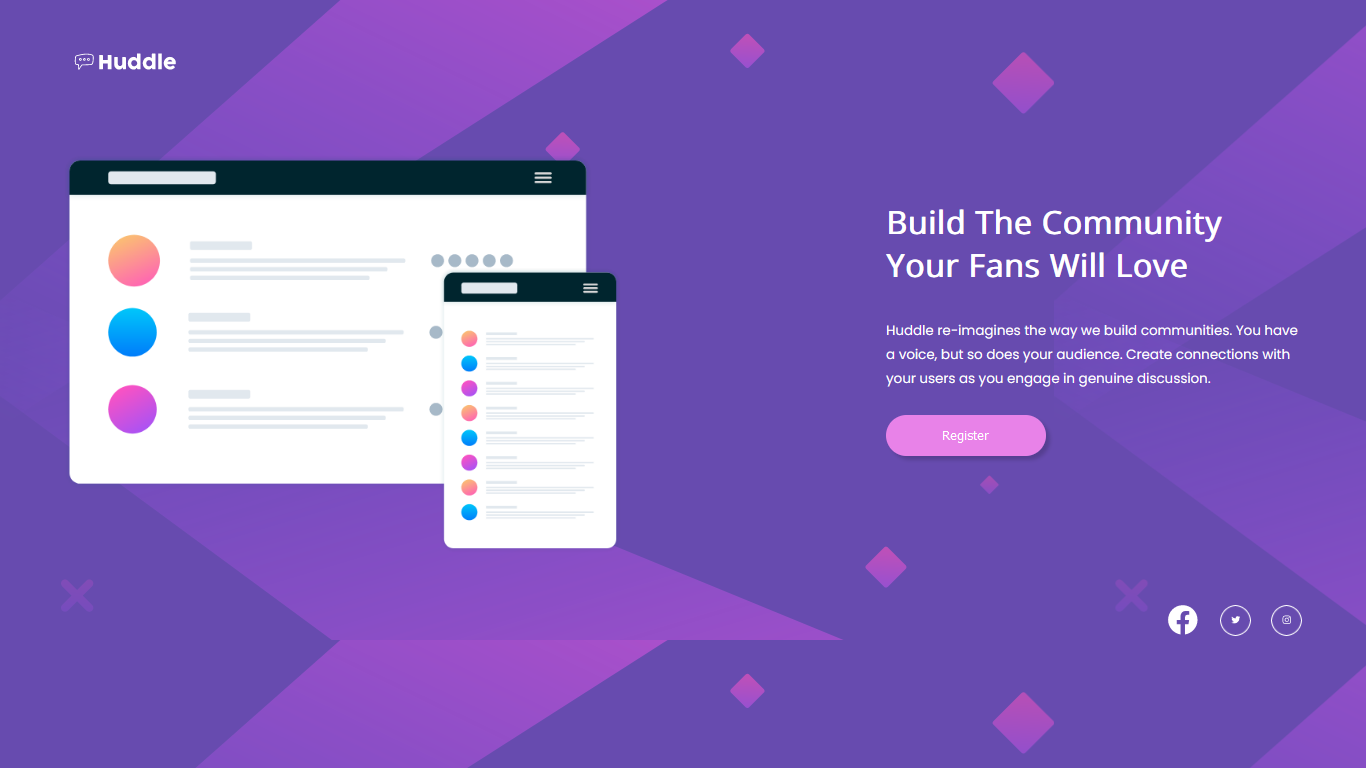 Huddle
Build The Community
Your Fans Will Love
Huddle re-imagines the way we build communities. You have
a voice, but so does your audience. Create connections with
your users as you engage in genuine discussion.
Register